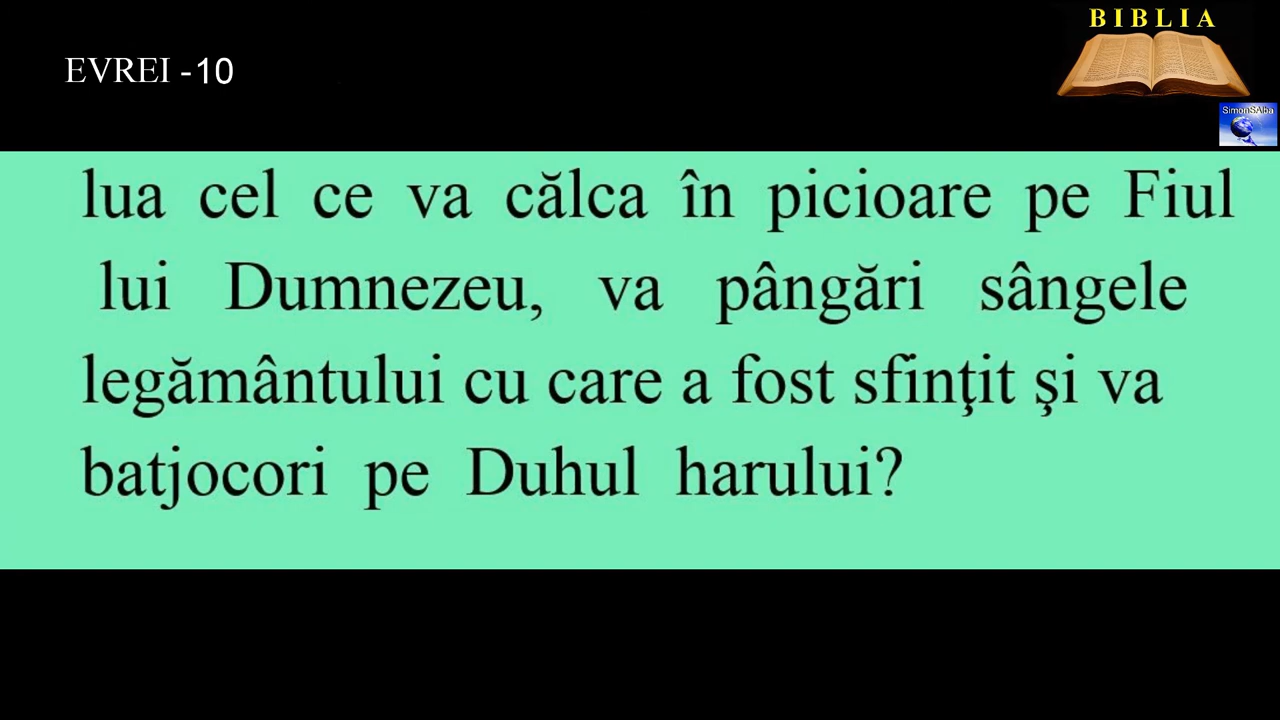 BIBLIA
EVREI -10
SimonSAlba
lua cel ce va călca în picioare pe Fiul
lui Dumnezeu, va pângări sângele
legământului cu care a fost sfinţit şi va
batjocori pe Duhul harului?